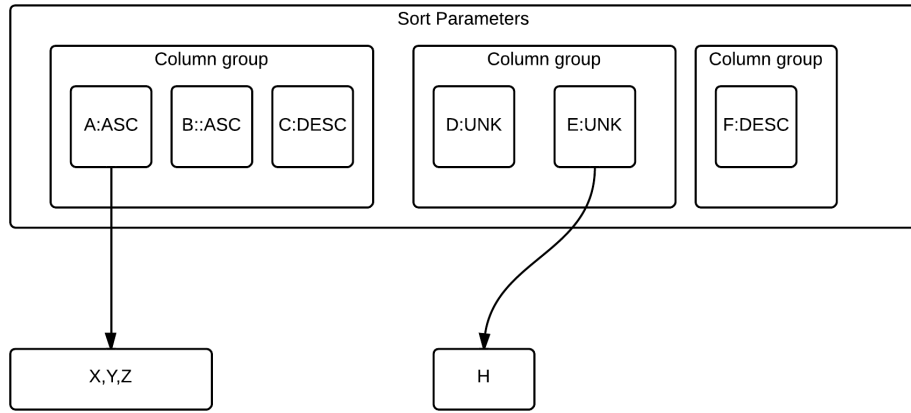 Sort Parameters
Column group
Column group
Column group
A:ASC
B::ASC
C:DESC
D:UNK
E:UNK
F:DESC
X,Y,Z
H